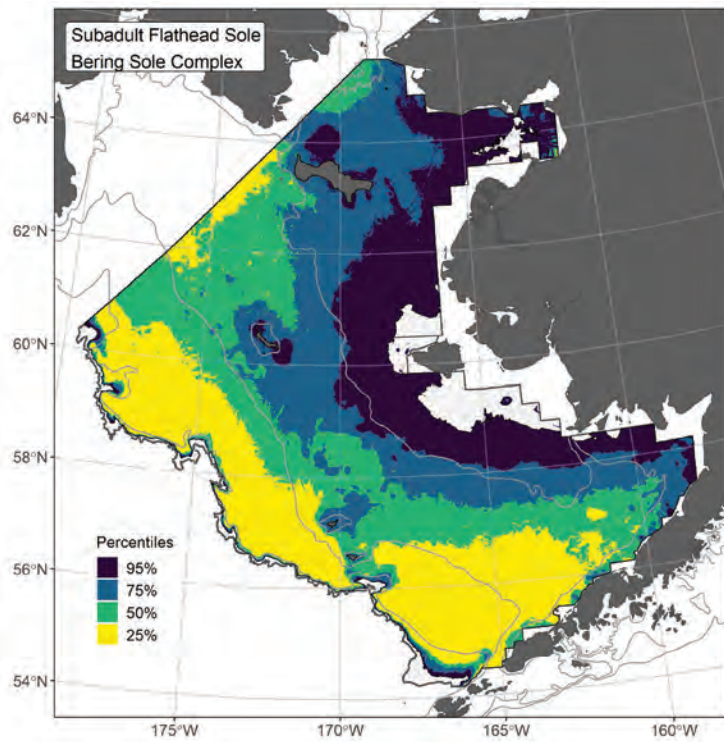 Subadult Flathead Sole
Bering Sole Complex
64°N
62°N
60°N
58°N
56°N
54°N
Percentiles
95%
75%
50%
25%
175°W
170°W
165°W
160°W